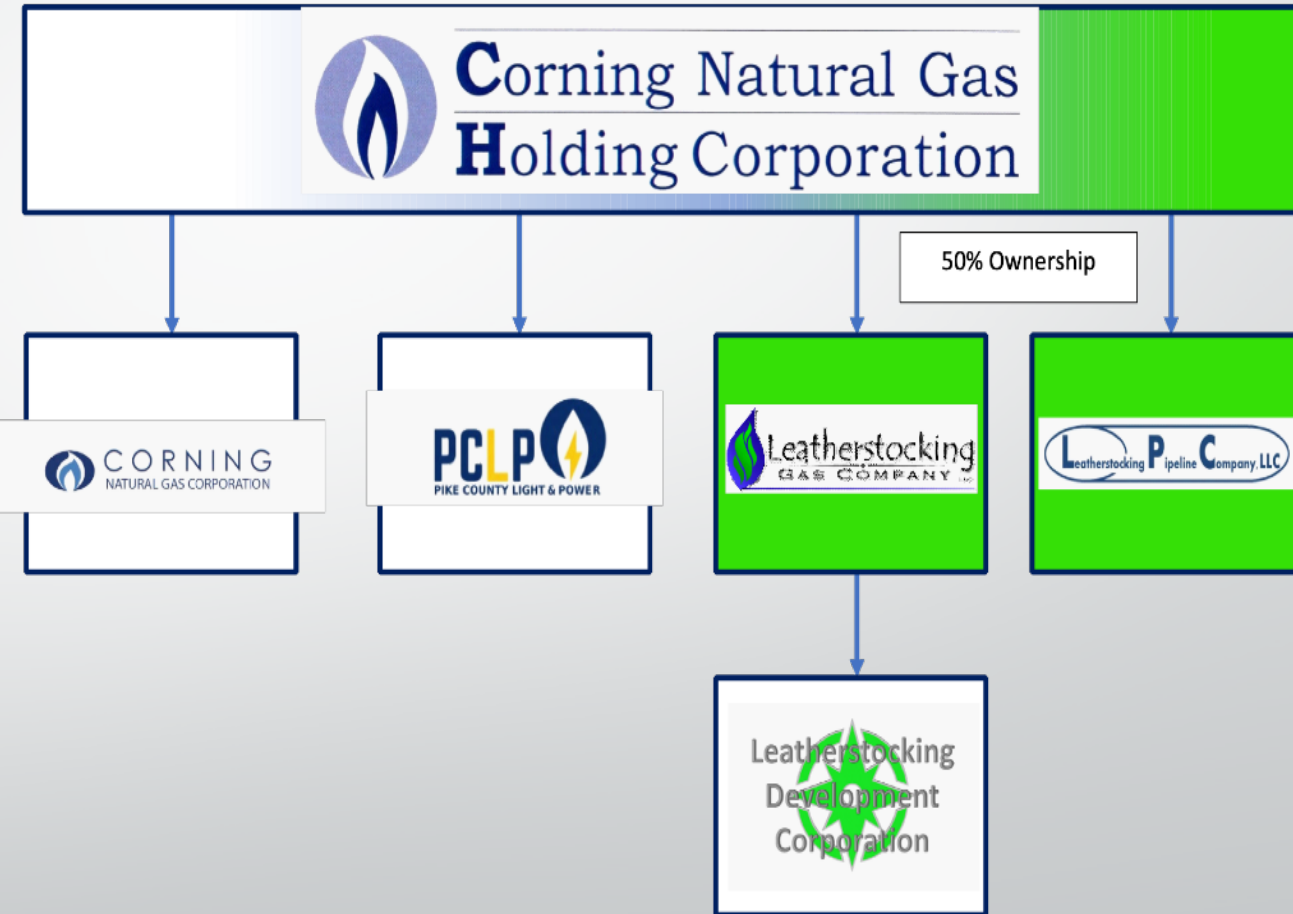 Corning Natural Gas
Holding Corporation
50% Ownership
CORNING
NATURAL GAS CORPORATION
PCLP
PIKE COUNTY LIGHT & POWER
Leatherstocking
GAS COMPANY
Leatherstocking Pipeline Company, LLC
Leatherstocking
Development
Corporation